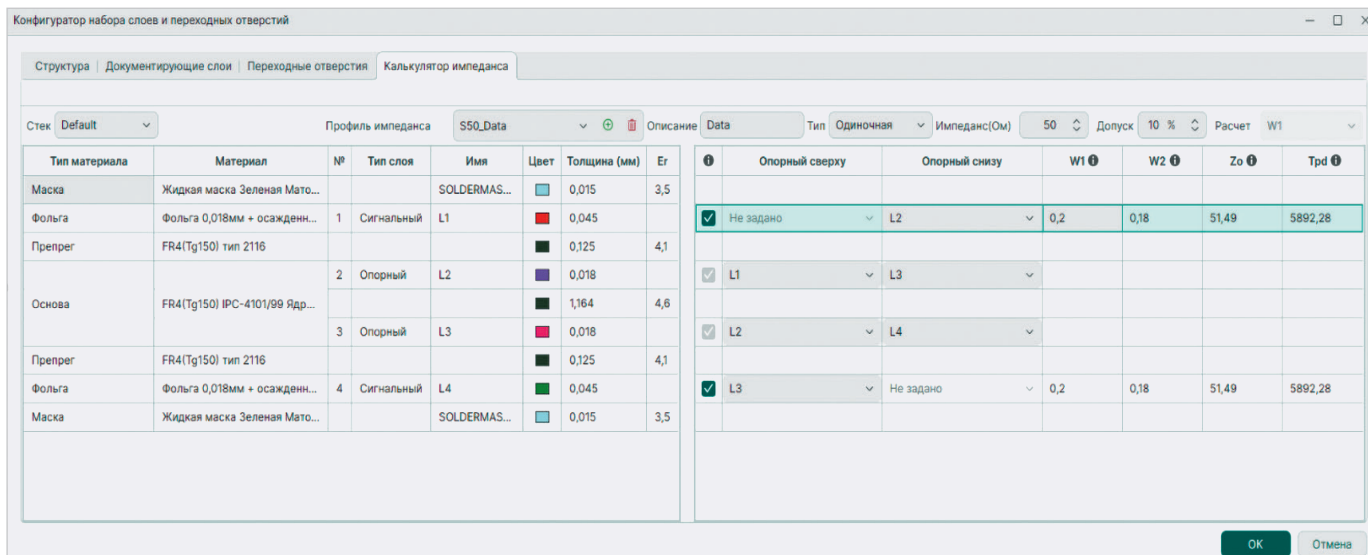 Конфигуратор набора слоев и переходных отверстий
Структура Документирующие слои Переходные отверстия Калькулятор импеданса
Стек Default Профиль импеданса S50_Data Описание Data Тип Одиночная Импеданс(Ом) 50 Допуск 10 % Расчет W1
Тип материала Материал № Тип слоя Имя Цвет Толщина (мм) Er Опорный сверху Опорный снизу W1 W2 Zo Tpd
Маска Жидкая маска Зеленая Мато... SOLDERMAS... 0,015 3,5
Фольга Фольга 0,018мм + осажденн... 1 Сигнальный L1 0,045 Не задано L2 0,2 0,18 51,49 5892,28
Препрег FR4(Tg150) тип 2116 0,125 4,1
2 Опорный L2 0,018 L1 L3
Основа FR4(Tg150) IPC-4101/99 Ядр... 1,164 4,6
3 Опорный L3 0,018 L2 L4
Препрег FR4(Tg150) тип 2116 0,125 4,1
Фольга Фольга 0,018мм + осажденн... 4 Сигнальный L4 0,045 L3 Не задано 0,2 0,18 51,49 5892,28
Маска Жидкая маска Зеленая Мато... SOLDERMAS... 0,015 3,5
ОК Отмена